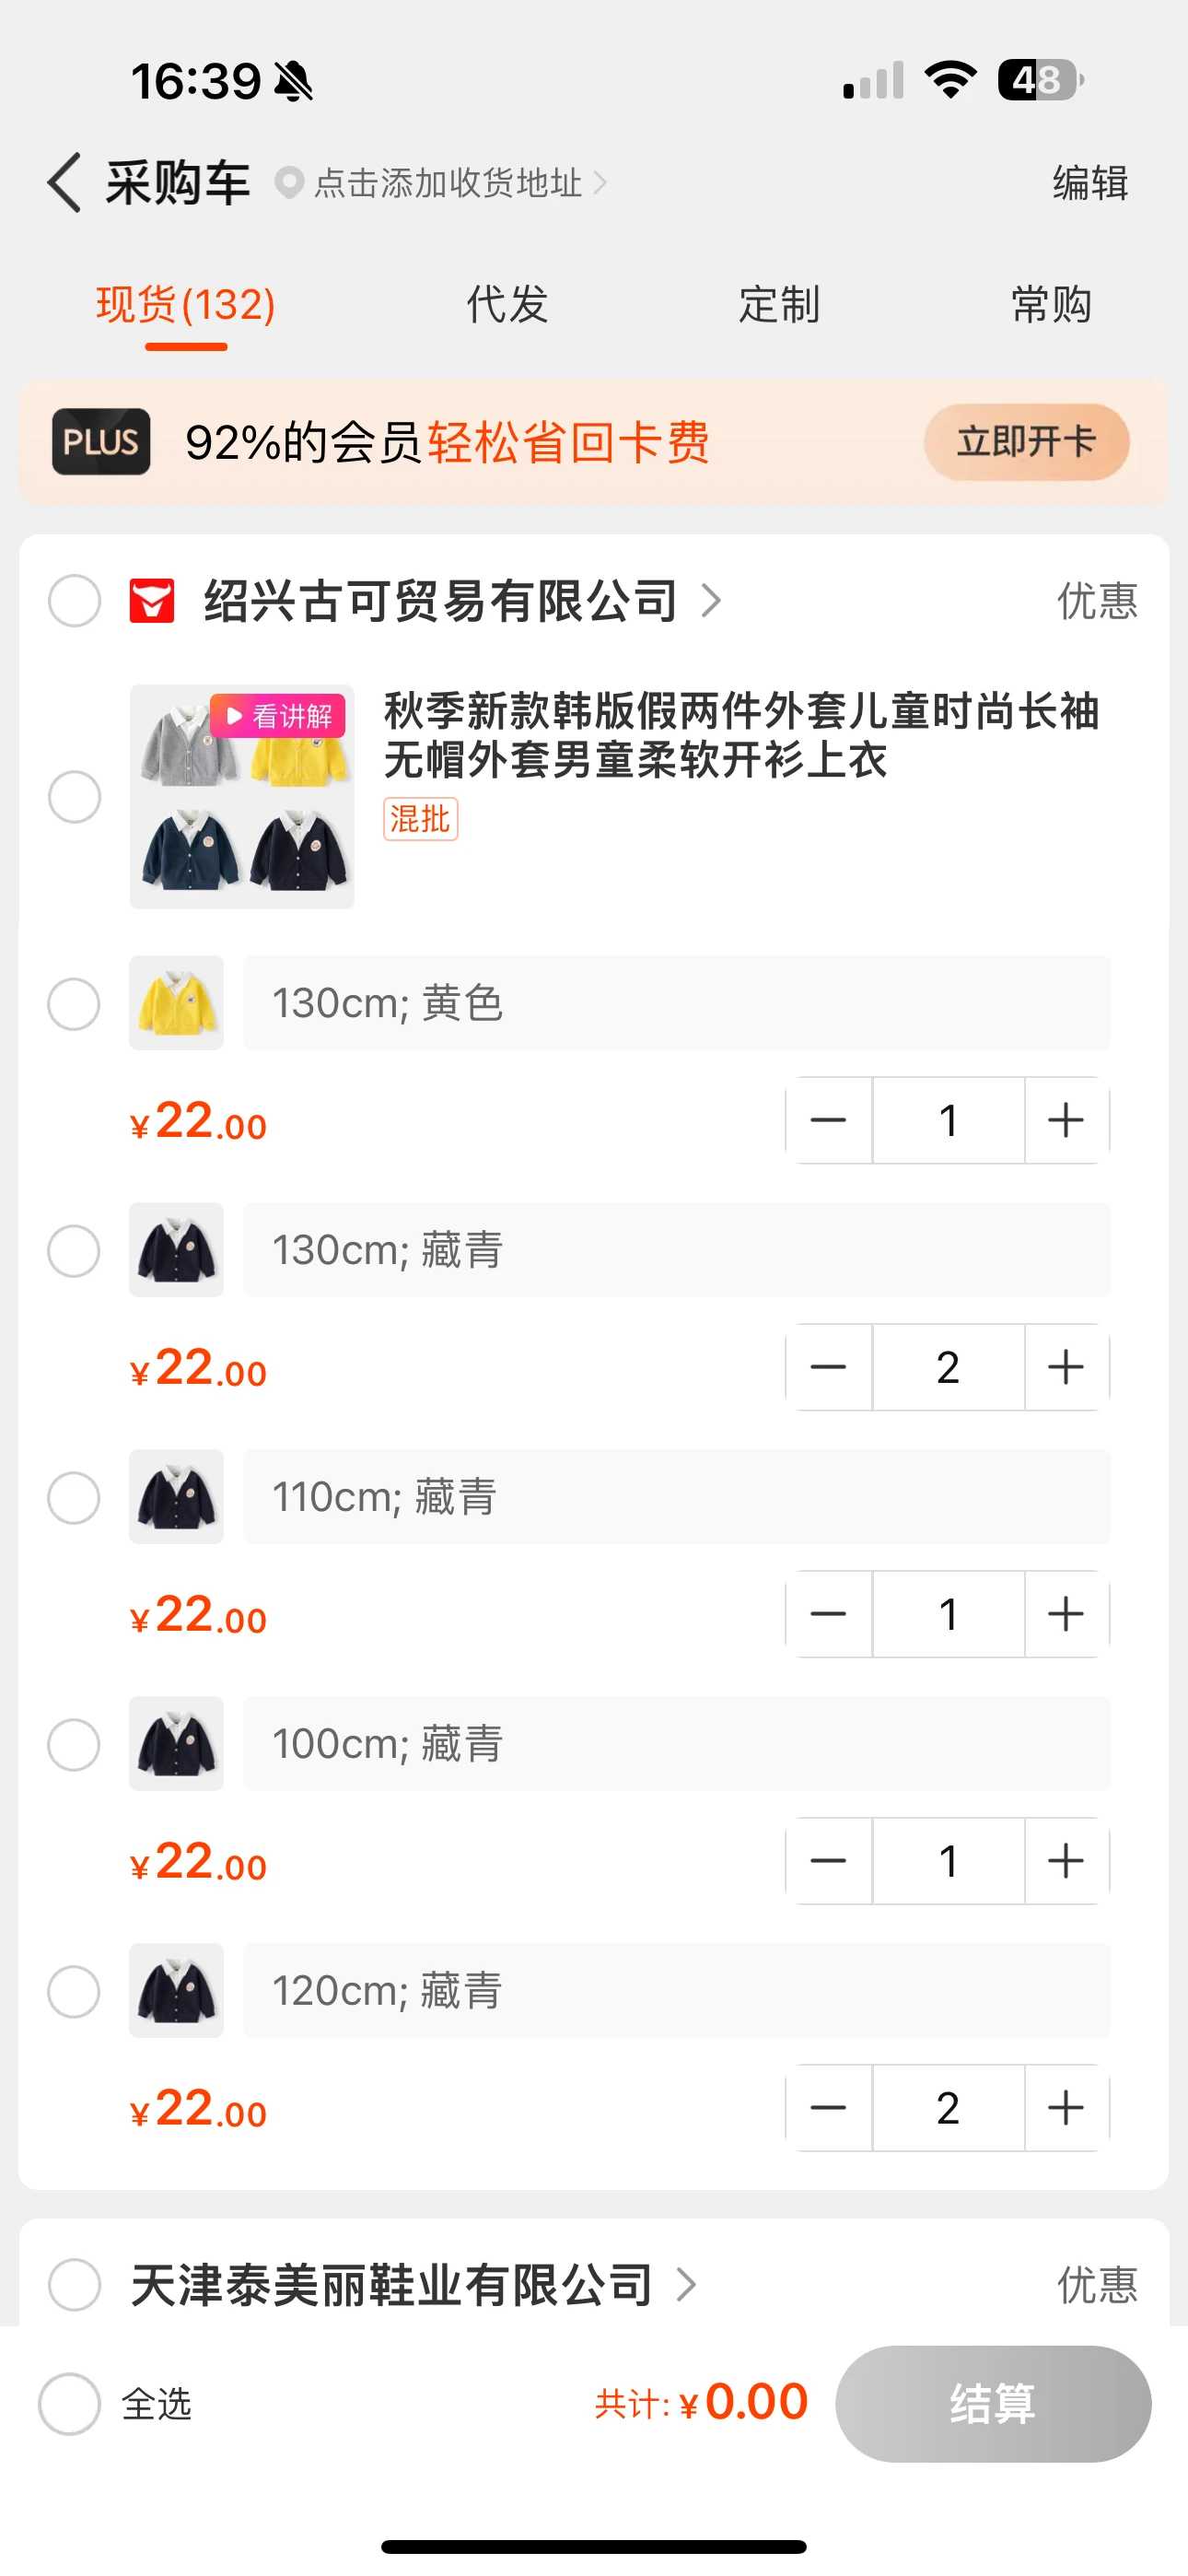 16:39
48
采购车 点击添加收货地址
编辑
现货(132) 代发 定制 常购
PLUS 92%的会员轻松省回卡费 立即开卡
绍兴古可贸易有限公司 优惠
看讲解
秋季新款韩版假两件外套儿童时尚长袖
无帽外套男童柔软开衫上衣
混批
130cm; 黄色
¥22.00 1
130cm; 藏青
¥22.00 2
110cm; 藏青
¥22.00 1
100cm; 藏青
¥22.00 1
120cm; 藏青
¥22.00 2
天津泰美丽鞋业有限公司 优惠
全选 共计: ¥0.00 结算